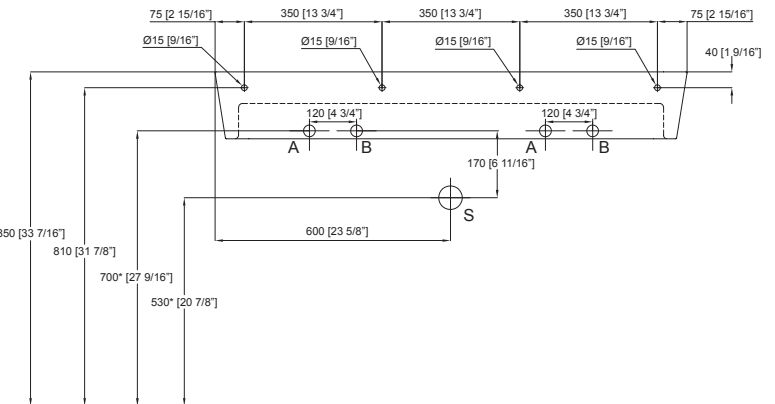 75 [2 15/16”]
350 [13 3/4”]
350 [13 3/4”]
350 [13 3/4”]
75 [2 15/16”]
Ø15 [9/16”]
Ø15 [9/16”]
Ø15 [9/16”]
Ø15 [9/16”]
40 [1 9/16”]
120 [4 3/4”]
120 [4 3/4”]
A
B
A
B
170 [6 11/16”]
S
600 [23 5/8”]
850 [33 7/16”]
810 [31 7/8”]
700* [27 9/16”]
530* [20 7/8”]